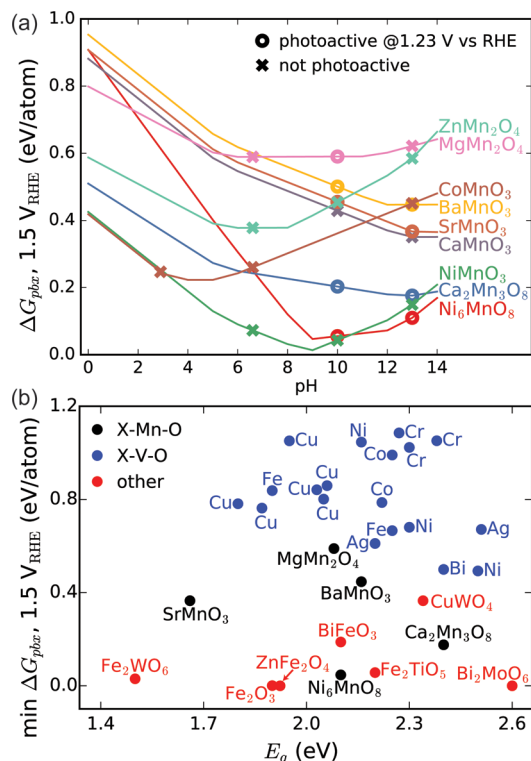 (a)
ΔG_pbx, 1.5 V_RHE (eV/atom)
1.0
0.8
0.6
0.4
0.2
0.0
photoactive @1.23 V vs RHE
not photoactive
ZnMn₂O₄
MgMn₂O₄
CoMnO₃
BaMnO₃
SrMnO₃
CaMnO₃
NiMnO₃
Ca₂Mn₃O₈
Ni₆MnO₈
0 2 4 6 8 10 12 14
pH
(b)
min ΔG_pbx, 1.5 V_RHE (eV/atom)
1.2
0.8
0.4
0.0
X-Mn-O
X-V-O
other
Cu
Ni
Cr
Cr
Co
Cr
Fe
Cu
Cu
Cu
Cu
Cu
Co
Ag
Fe
Ni
Ag
MgMn₂O₄
Bi
Ni
BaMnO₃
SrMnO₃
CuWO₄
BiFeO₃
Ca₂Mn₃O₈
Fe₂WO₆
ZnFe₂O₄
Fe₂TiO₅
Bi₂MoO₆
Fe₂O₃
Ni₆MnO₈
1.4 1.7 2.0 2.3 2.6
E_g (eV)